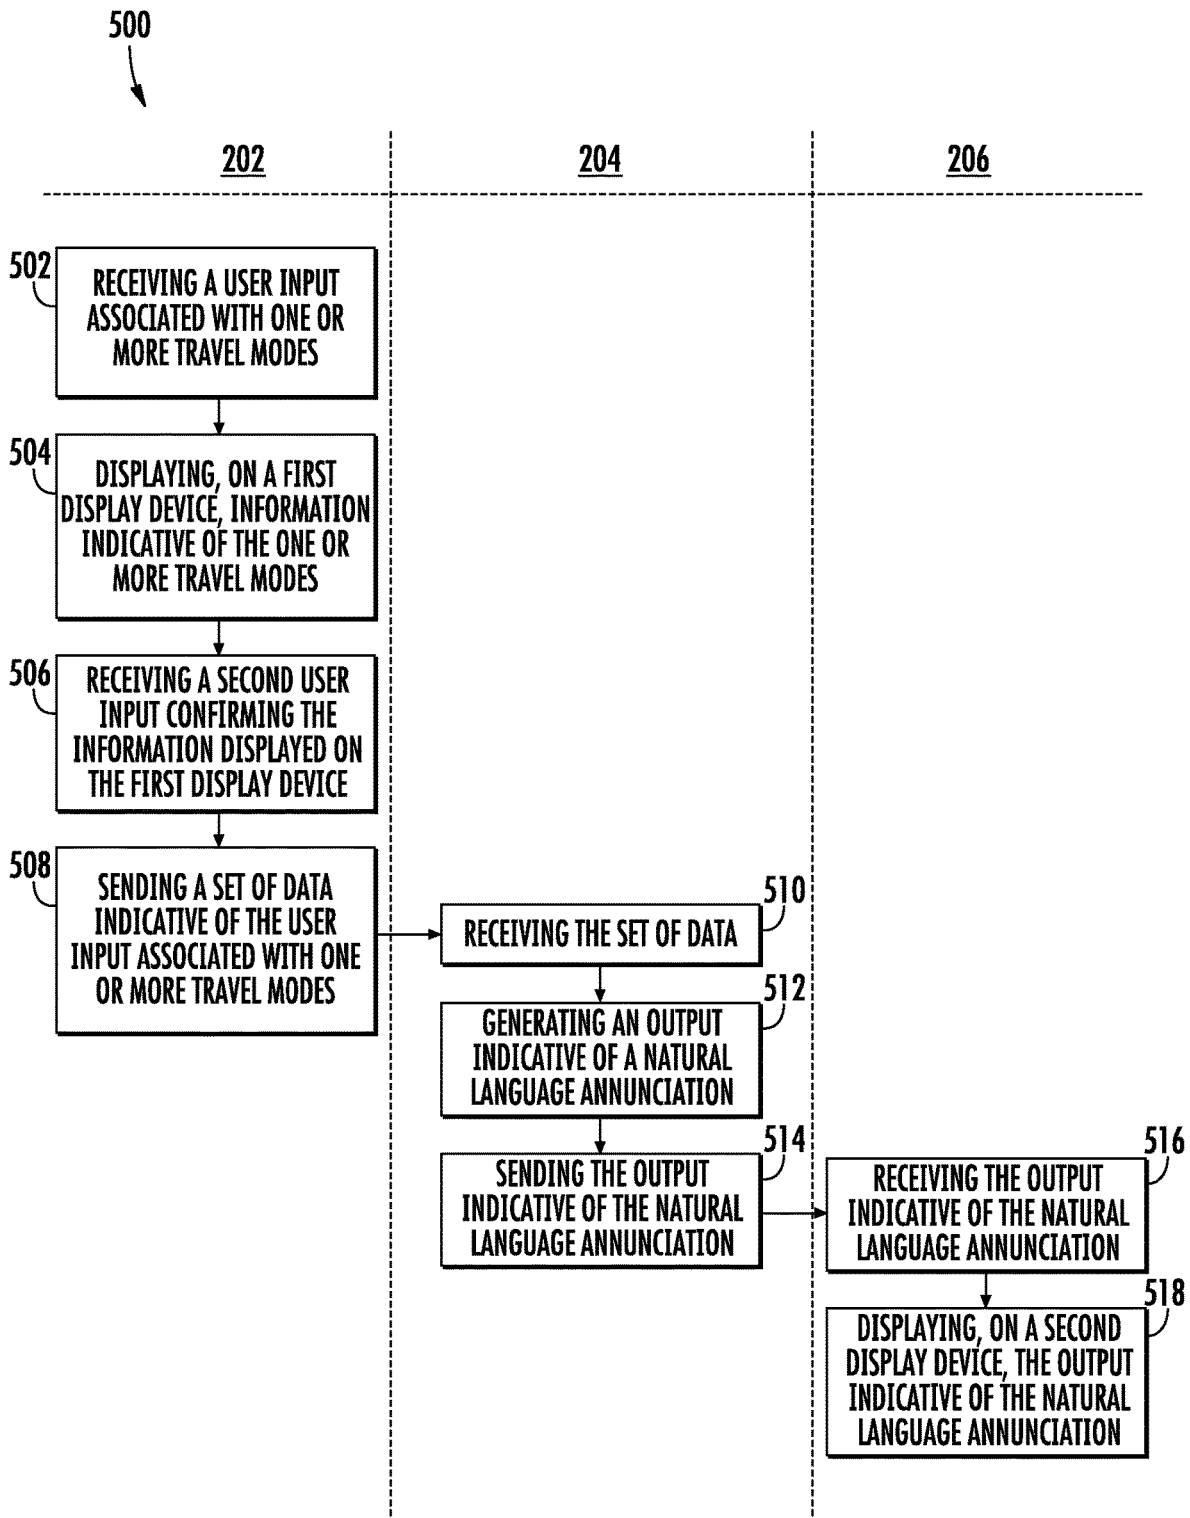 500
202
204
206
502
RECEIVING A USER INPUT
ASSOCIATED WITH ONE OR
MORE TRAVEL MODES
504
DISPLAYING, ON A FIRST
DISPLAY DEVICE, INFORMATION
INDICATIVE OF THE ONE OR
MORE TRAVEL MODES
506
RECEIVING A SECOND USER
INPUT CONFIRMING THE
INFORMATION DISPLAYED ON
THE FIRST DISPLAY DEVICE
508
SENDING A SET OF DATA
INDICATIVE OF THE USER
INPUT ASSOCIATED WITH ONE
OR MORE TRAVEL MODES
510
RECEIVING THE SET OF DATA
512
GENERATING AN OUTPUT
INDICATIVE OF A NATURAL
LANGUAGE ANNUNCIATION
514
SENDING THE OUTPUT
INDICATIVE OF THE NATURAL
LANGUAGE ANNUNCIATION
516
RECEIVING THE OUTPUT
INDICATIVE OF THE NATURAL
LANGUAGE ANNUNCIATION
518
DISPLAYING, ON A SECOND
DISPLAY DEVICE, THE OUTPUT
INDICATIVE OF THE NATURAL
LANGUAGE ANNUNCIATION